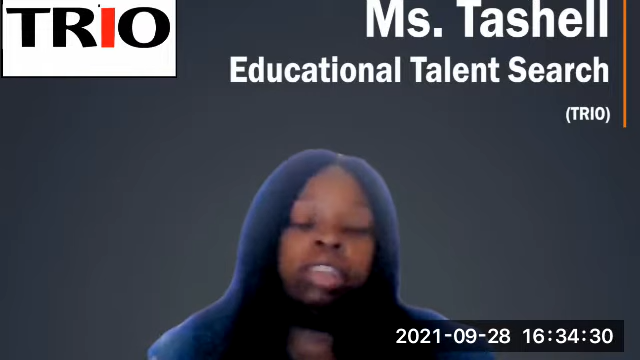 TRIO
Ms. Tashell
Educational Talent Search
(TRIO)
2021-09-28 16:34:30